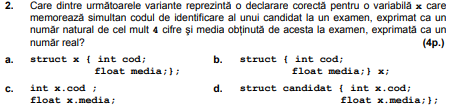 2. Care dintre următoarele variante reprezintă o declarare corectă pentru o variabilă x care
memorează simultan codul de identificare al unui candidat la un examen, exprimat ca un
număr natural de cel mult 4 cifre și media obținută de acesta la examen, exprimată ca un
număr real? (4p.)
a. struct x { int cod; b. struct { int cod;
float media;}; float media;} x;
c. int x.cod ; d. struct candidat { int x.cod;
float x.media; float x.media;};